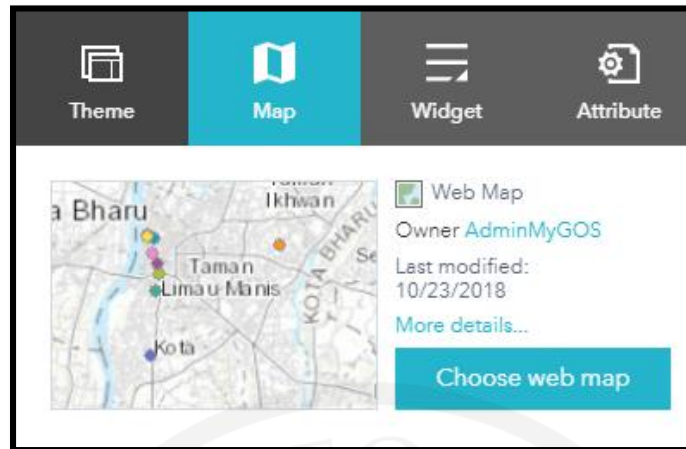 Theme
Map
Widget
Attribute
a Bharu
Ikhwan
Taman
Limau Manis
Kota
KOTA BHARU
Se
Web Map
Owner AdminMyGOS
Last modified:
10/23/2018
More details...
Choose web map